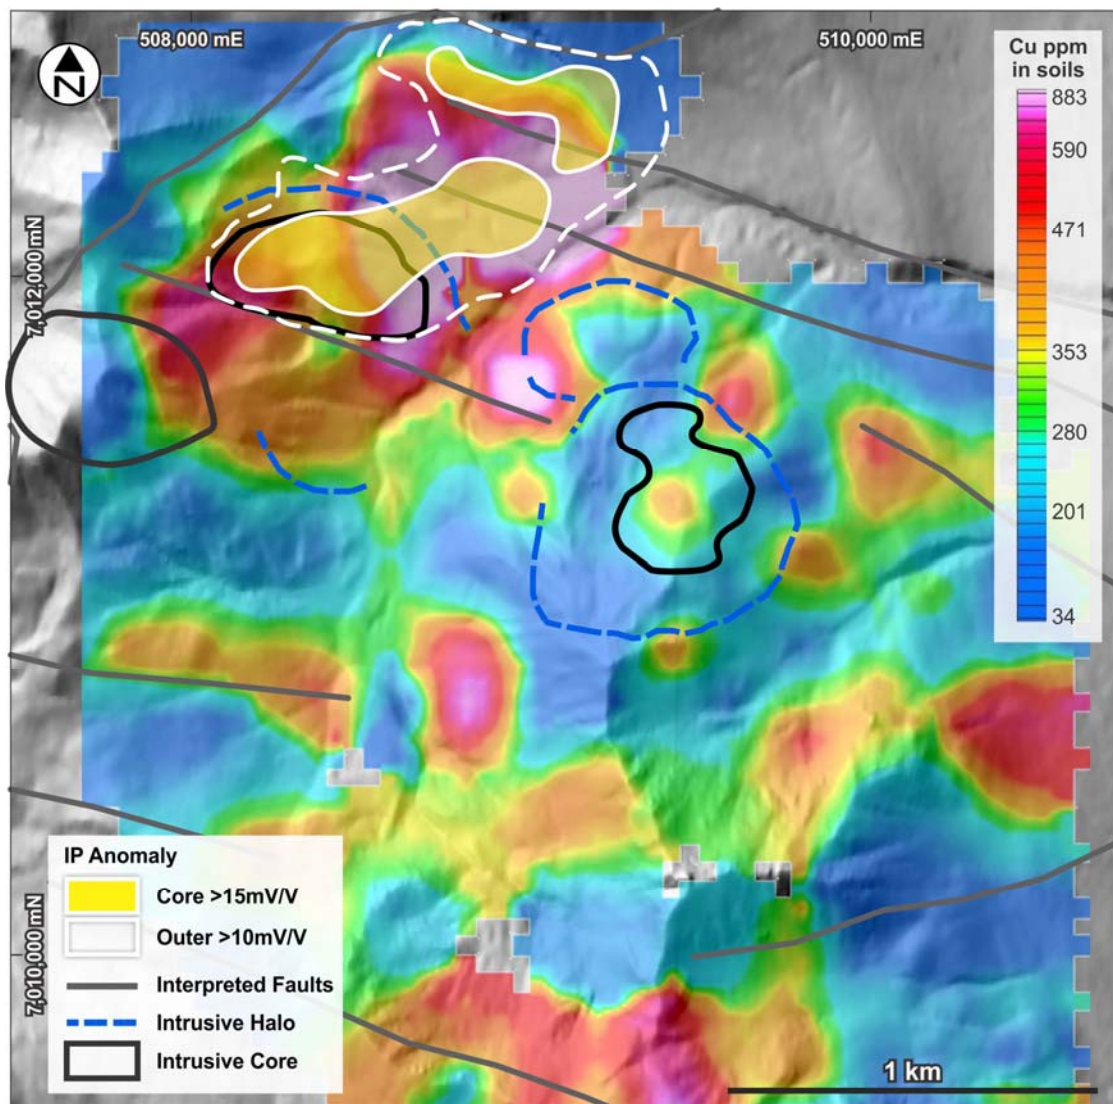 508,000 mE
510,000 mE
Cu ppm
in soils
883
590
471
353
280
201
34
N
7,012,000 mN
7,010,000 mN
IP Anomaly
Core >15mV/V
Outer >10mV/V
Interpreted Faults
Intrusive Halo
Intrusive Core
1 km